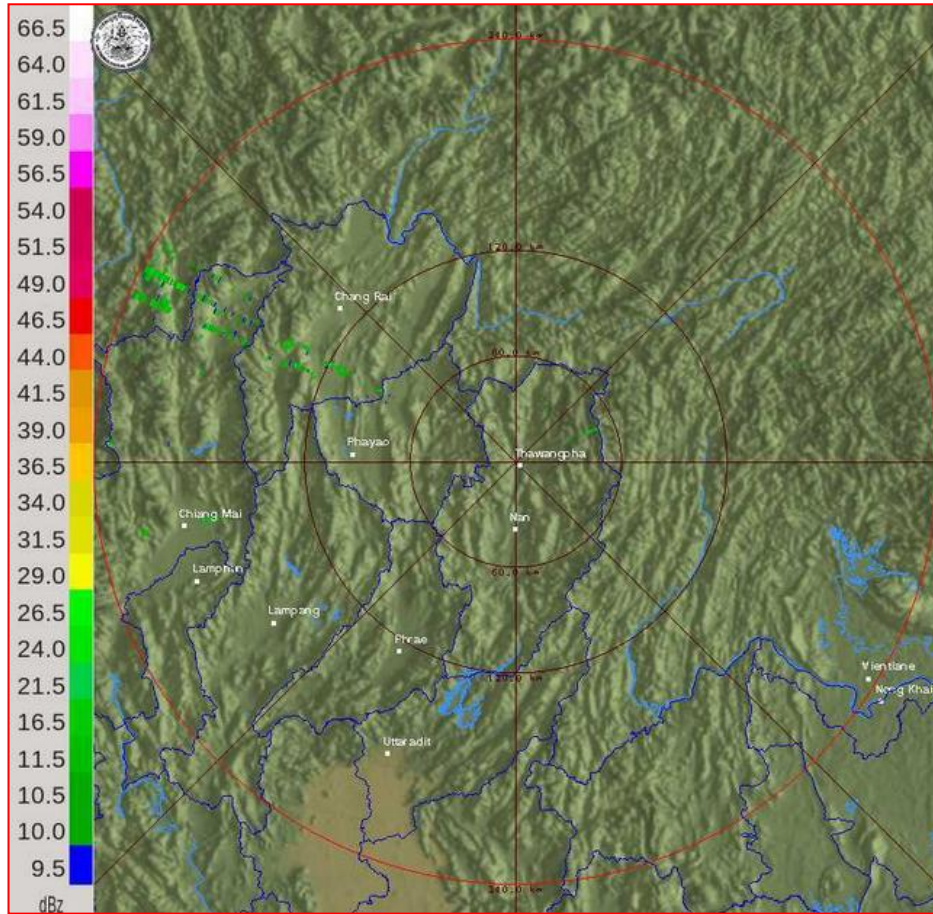 66.5
64.0
61.5
59.0
56.5
54.0
51.5
49.0
46.5
44.0
41.5
39.0
36.5
34.0
31.5
29.0
26.5
24.0
21.5
16.5
11.5
10.5
10.0
9.5
dBz
240.0 km
120.0 km
Chang Rai
60.0 km
Phayao
Thawangpha
Chiang Mai
Nan
60.0 km
Lamphun
Lampang
Phrae
120.0 km
Vientiane
Nong Khai
Uttaradit
240.0 km